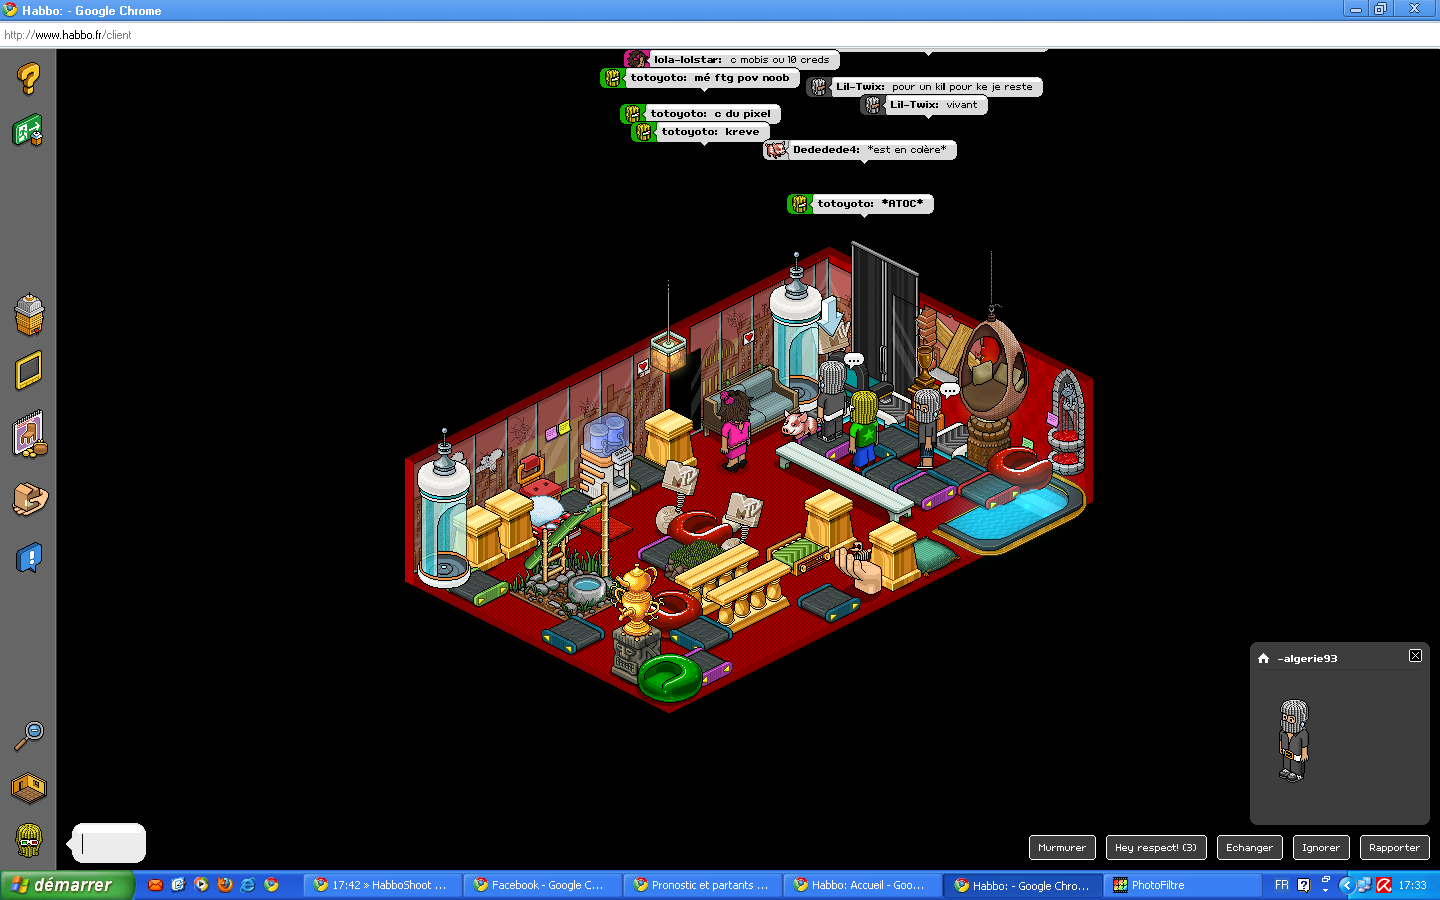 Habbo: - Google Chrome
http://www.habbo.fr/client
lola-lolstar: c mobis ou 10 creds
totoyoto: mé ftg pov noob
Lil-Twix: pour un kil pour ke je reste
Lil-Twix: vivant
totoyoto: c du pixel
totoyoto: kreve
Dededede4: *est en colère*
totoyoto: *ATOC*
-algerie93
Murmurer
Hey respect! (3)
Echanger
Ignorer
Rapporter
démarrer
17:42 » HabboShoot ...
Facebook - Google C...
Pronostic et partants ...
Habbo: Accueil - Goo...
Habbo: - Google Chro...
PhotoFiltre
FR
17:33